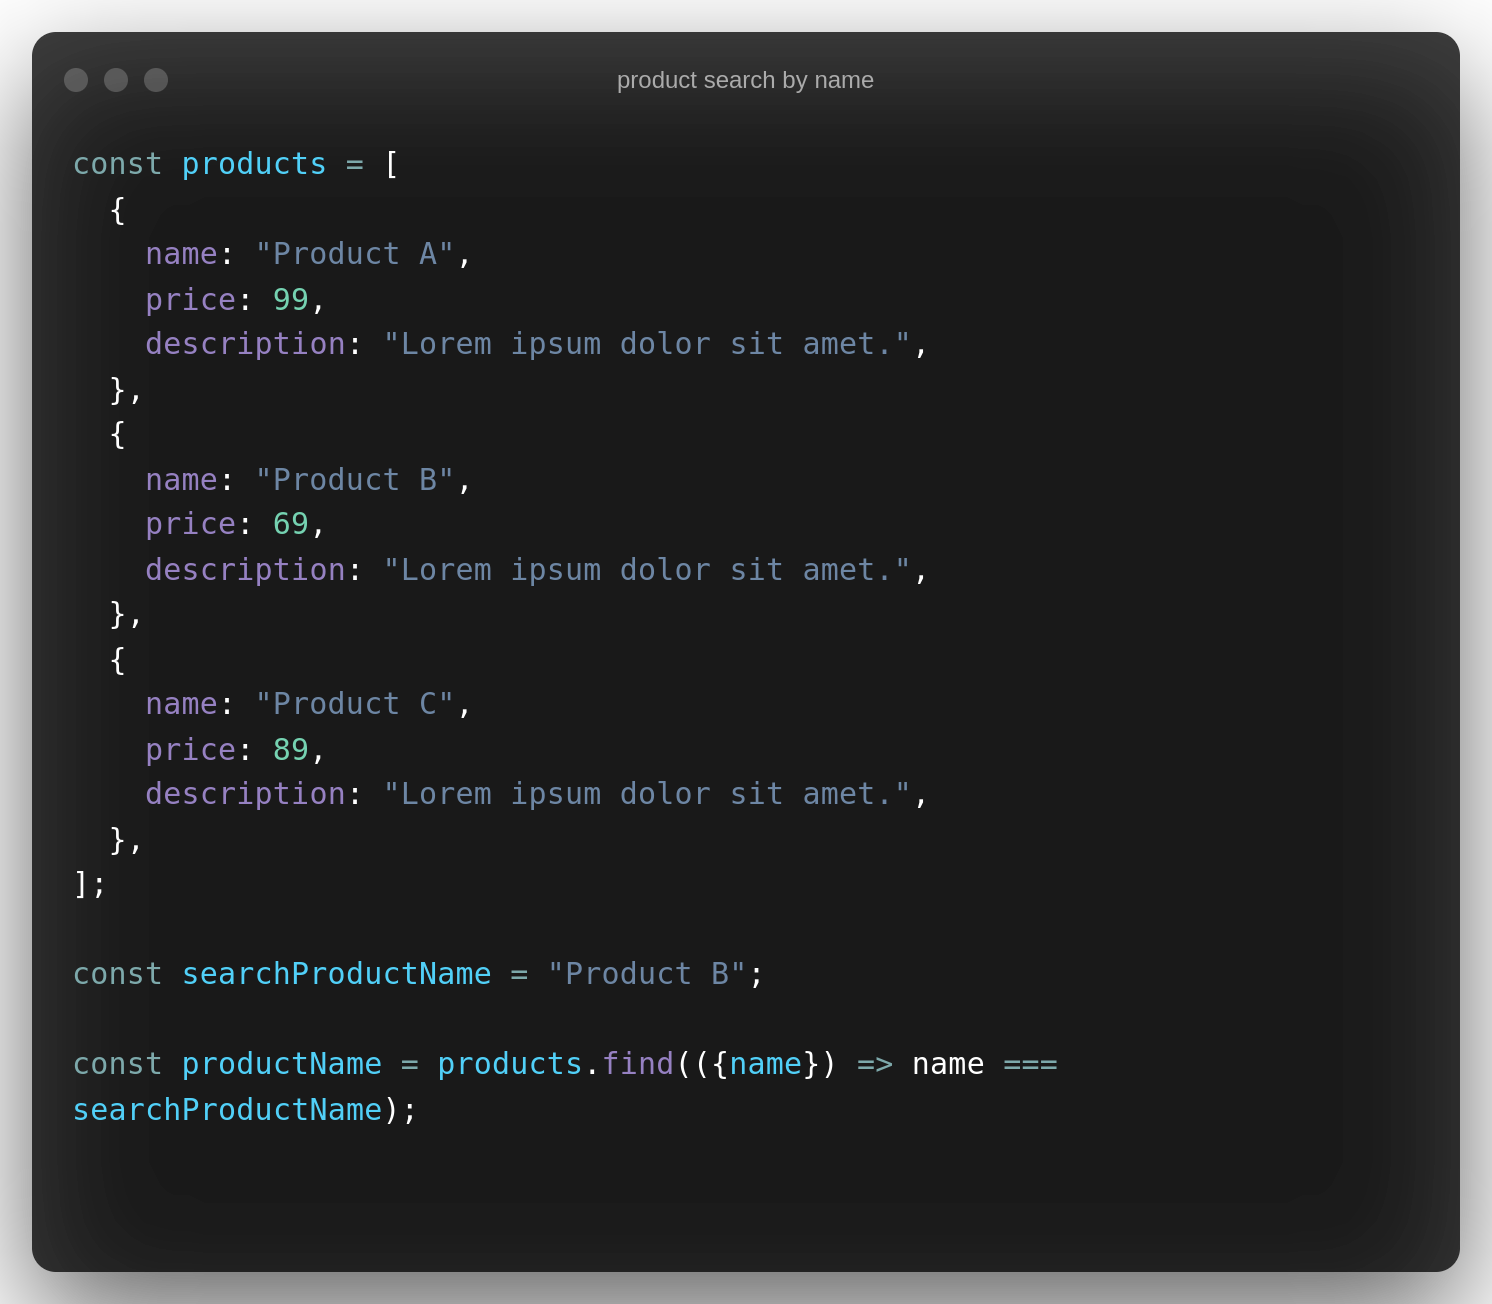 product search by name
const products = [
  {
    name: "Product A",
    price: 99,
    description: "Lorem ipsum dolor sit amet.",
  },
  {
    name: "Product B",
    price: 69,
    description: "Lorem ipsum dolor sit amet.",
  },
  {
    name: "Product C",
    price: 89,
    description: "Lorem ipsum dolor sit amet.",
  },
];
const searchProductName = "Product B";
const productName = products.find(({name}) => name ===
searchProductName);